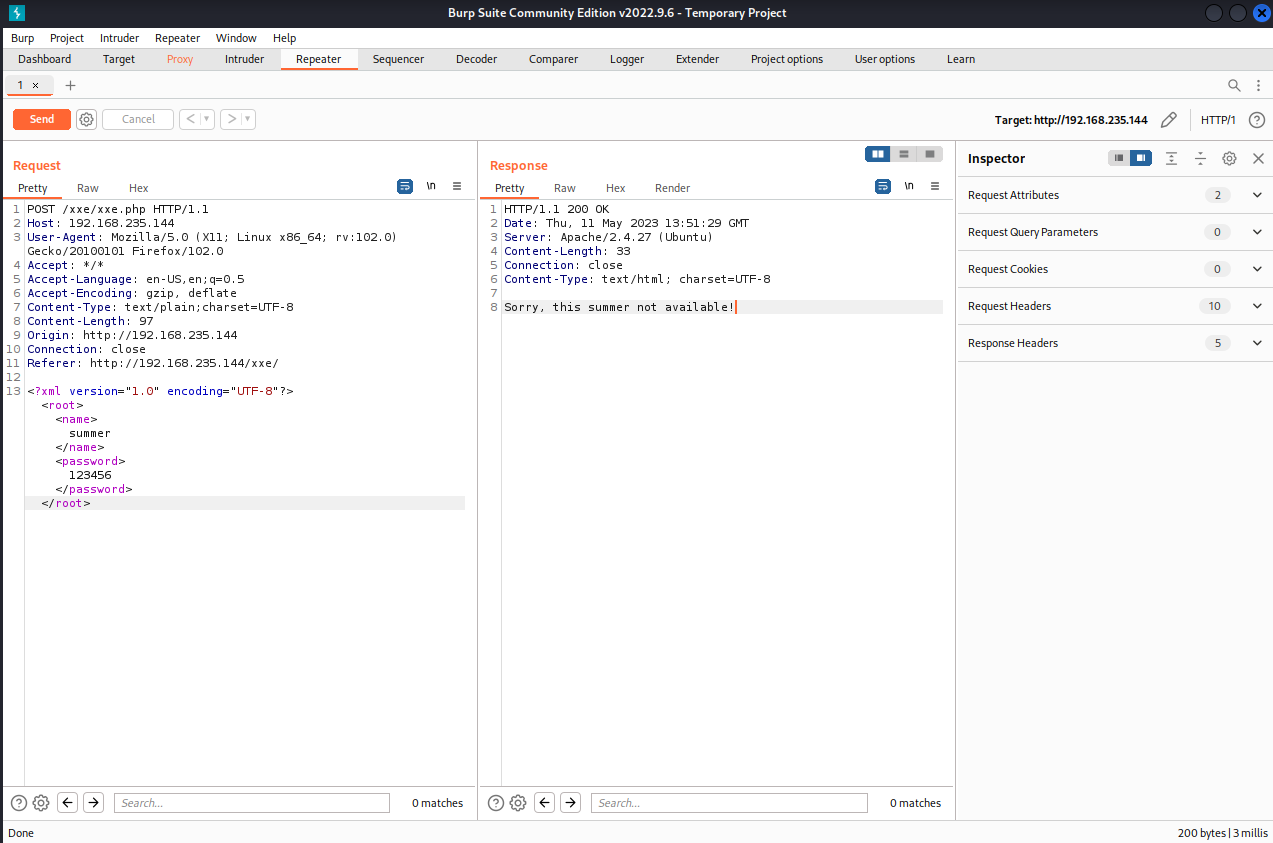 Burp Suite Community Edition v2022.9.6 - Temporary Project
Burp Project Intruder Repeater Window Help
Dashboard Target Proxy Intruder Repeater Sequencer Decoder Comparer Logger Extender Project options User options Learn
1 × +
Send Cancel < > Target: http://192.168.235.144 HTTP/1 ?
Request
Pretty Raw Hex \n
1 POST /xxe/xxe.php HTTP/1.1
2 Host: 192.168.235.144
3 User-Agent: Mozilla/5.0 (X11; Linux x86_64; rv:102.0)
Gecko/20100101 Firefox/102.0
4 Accept: */*
5 Accept-Language: en-US,en;q=0.5
6 Accept-Encoding: gzip, deflate
7 Content-Type: text/plain;charset=UTF-8
8 Content-Length: 97
9 Origin: http://192.168.235.144
10 Connection: close
11 Referer: http://192.168.235.144/xxe/
12
13 <?xml version="1.0" encoding="UTF-8"?>
<root>
<name>
summer
</name>
<password>
123456
</password>
</root>
? Search... 0 matches
Response
Pretty Raw Hex Render \n
1 HTTP/1.1 200 OK
2 Date: Thu, 11 May 2023 13:51:29 GMT
3 Server: Apache/2.4.27 (Ubuntu)
4 Content-Length: 33
5 Connection: close
6 Content-Type: text/html; charset=UTF-8
7
8 Sorry, this summer not available!
? Search... 0 matches
Inspector
Request Attributes 2
Request Query Parameters 0
Request Cookies 0
Request Headers 10
Response Headers 5
Done 200 bytes | 3 millis